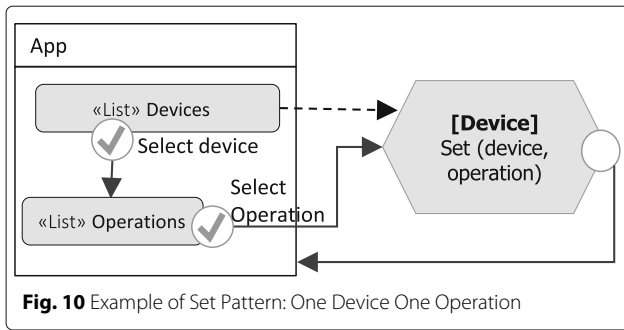 App
«List» Devices
Select device
«List» Operations
Select
Operation
[Device]
Set (device,
operation)
Fig. 10 Example of Set Pattern: One Device One Operation